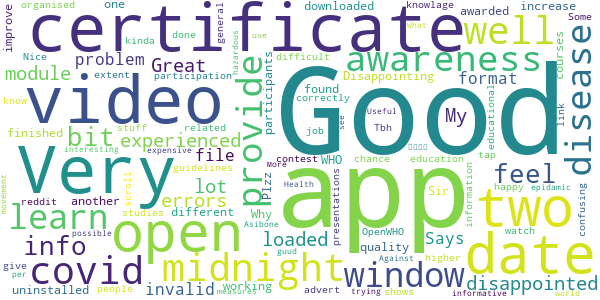 organised
kinda
one
downloaded
awarded
general
knowlage
increase
Some
improve
certificate
well
courses
Nice
done
hazardous
use
What
problem
Great
difficult
awareness
module
extent
participation
participants
found
Disappointing
format
link
disease
know
video
provide
correctly
My
educational
Good
job
Useful
see
finished
stuff
related
bit
experienced
Tbh
interesting
expensive
file
contest
WHO
chance
education
tap
Very
guidelines
More
app
feel
learn
scroll
lot
errors
Plzz
Health
Sir
information
happy
epidamic
two
confusing
reddit
another
studies
different
Why
presentations
possible
Asibone
movement
info
open
loaded
OpenWHO
Says
higher
watch
guud
quality
Against
date
covid
midnight
working
window
disappointed
give
per
uninstalled
people
invalid
measures
advert
trying
shows
informative
world